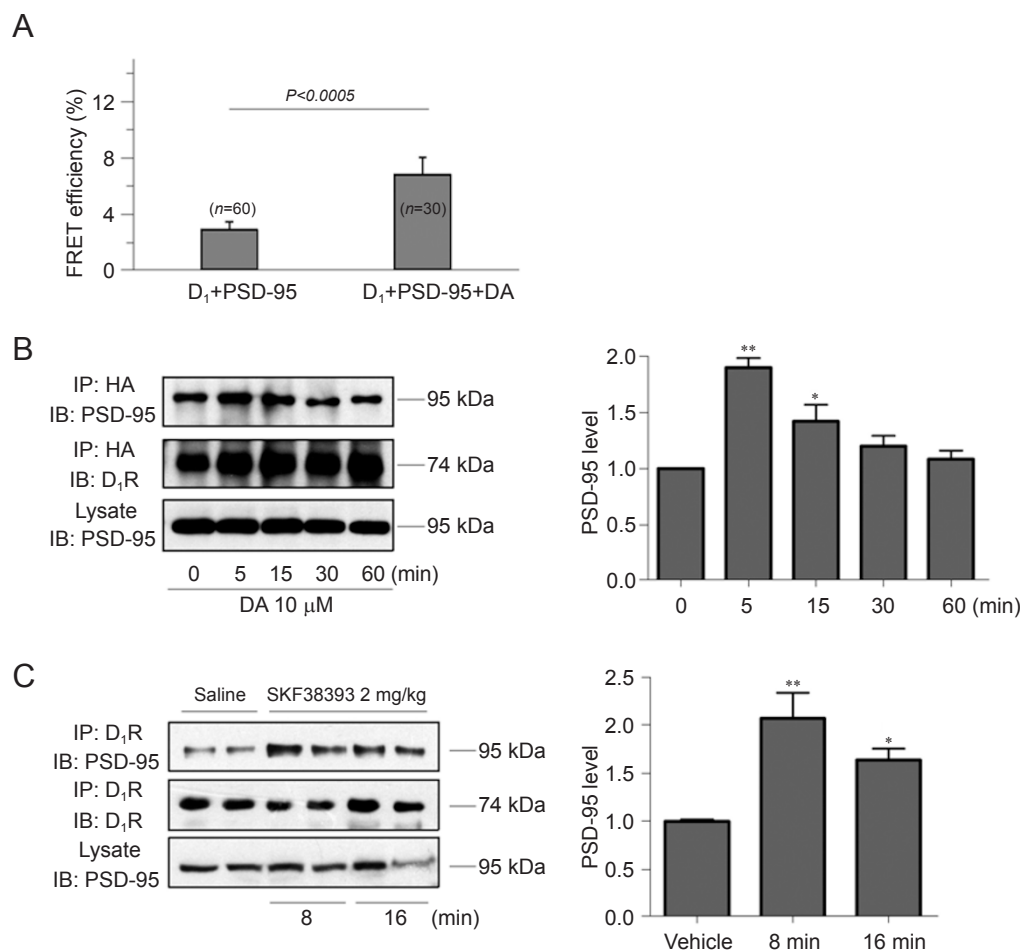 A
FRET efficiency (%)
12
8
4
0
P<0.0005
(n=60)
(n=30)
D₁+PSD-95
D₁+PSD-95+DA
B
IP: HA
IB: PSD-95
95 kDa
IP: HA
IB: D₁R
74 kDa
Lysate
IB: PSD-95
95 kDa
0 5 15 30 60 (min)
DA 10 μM
PSD-95 level
2.0
1.5
1.0
0.5
0.0
**
*
0 5 15 30 60 (min)
C
Saline SKF38393 2 mg/kg
IP: D₁R
IB: PSD-95
95 kDa
IP: D₁R
IB: D₁R
74 kDa
Lysate
IB: PSD-95
95 kDa
8 16 (min)
PSD-95 level
2.5
2.0
1.5
1.0
0.5
0.0
**
*
Vehicle 8 min 16 min